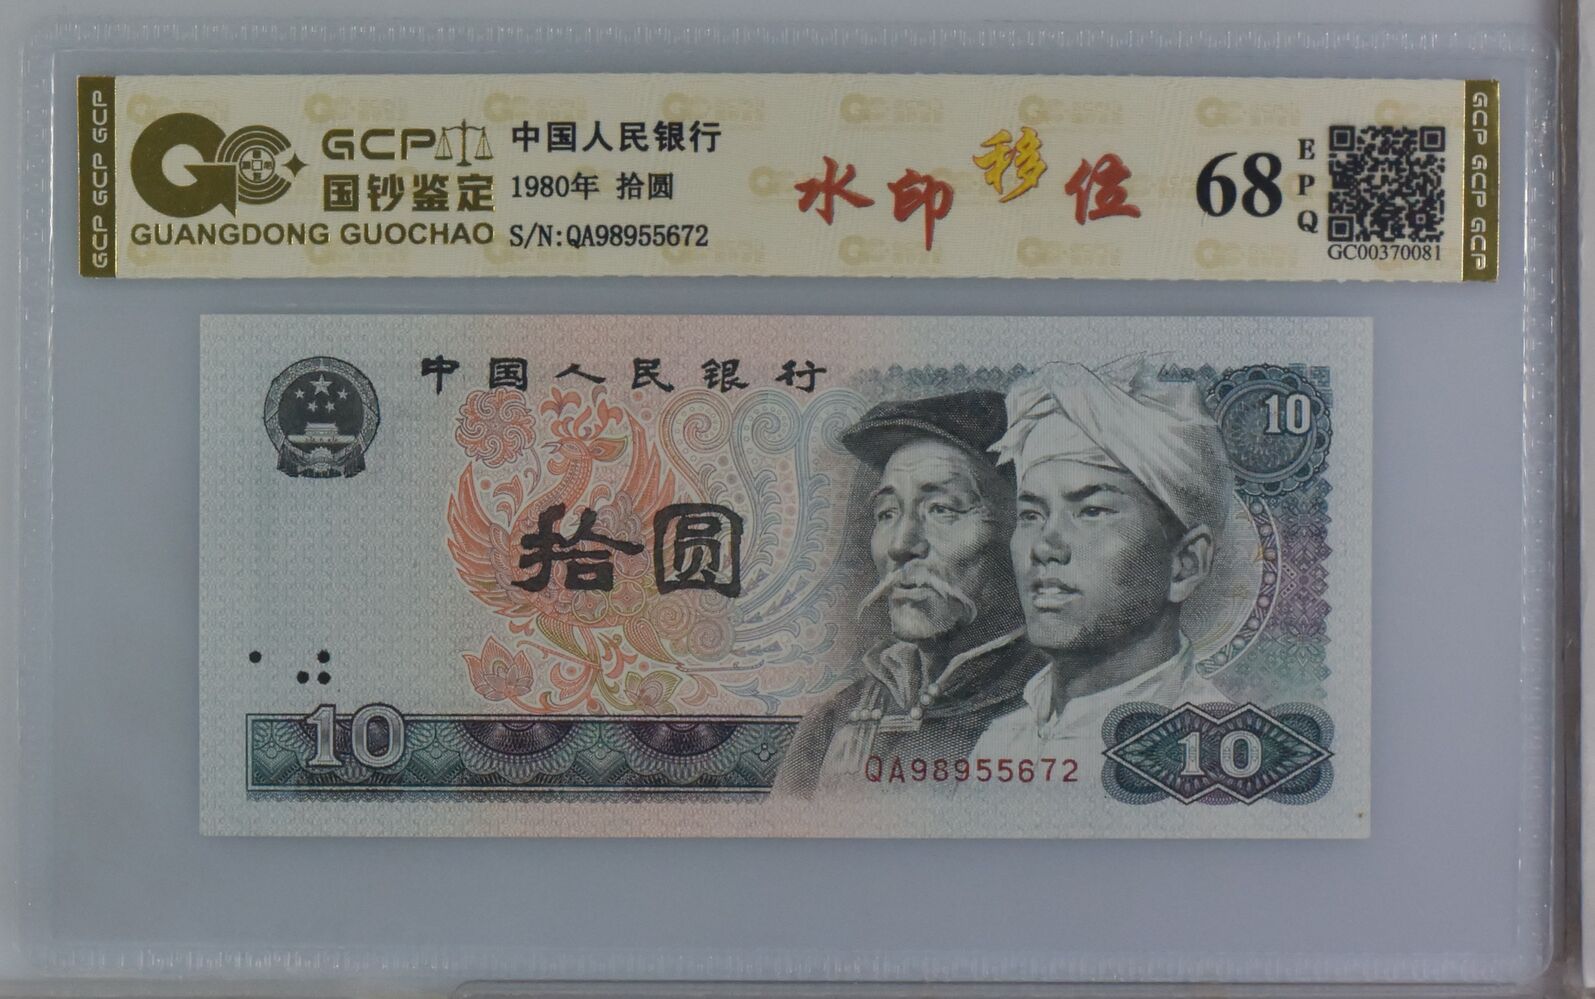 GCP GCP GCP
GCP
国钞鉴定
GUANGDONG GUOCHAO
中国人民银行
1980年 拾圆
S/N:QA98955672
水印移位
68
EPQ
GC00370081
GCP GCP GCP
中国人民银行
10
拾圆
10
QA98955672
10